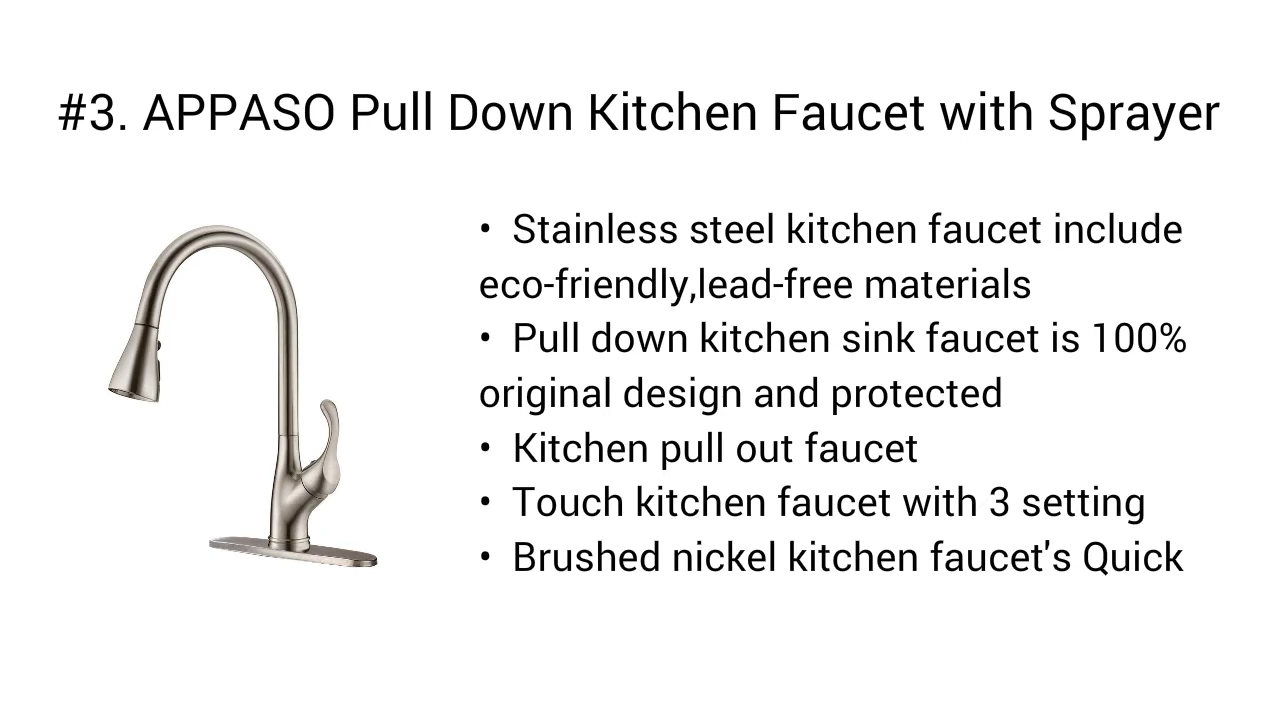 #3. APPASO Pull Down Kitchen Faucet with Sprayer
• Stainless steel kitchen faucet include
eco-friendly,lead-free materials
• Pull down kitchen sink faucet is 100%
original design and protected
• Kitchen pull out faucet
• Touch kitchen faucet with 3 setting
• Brushed nickel kitchen faucet's Quick